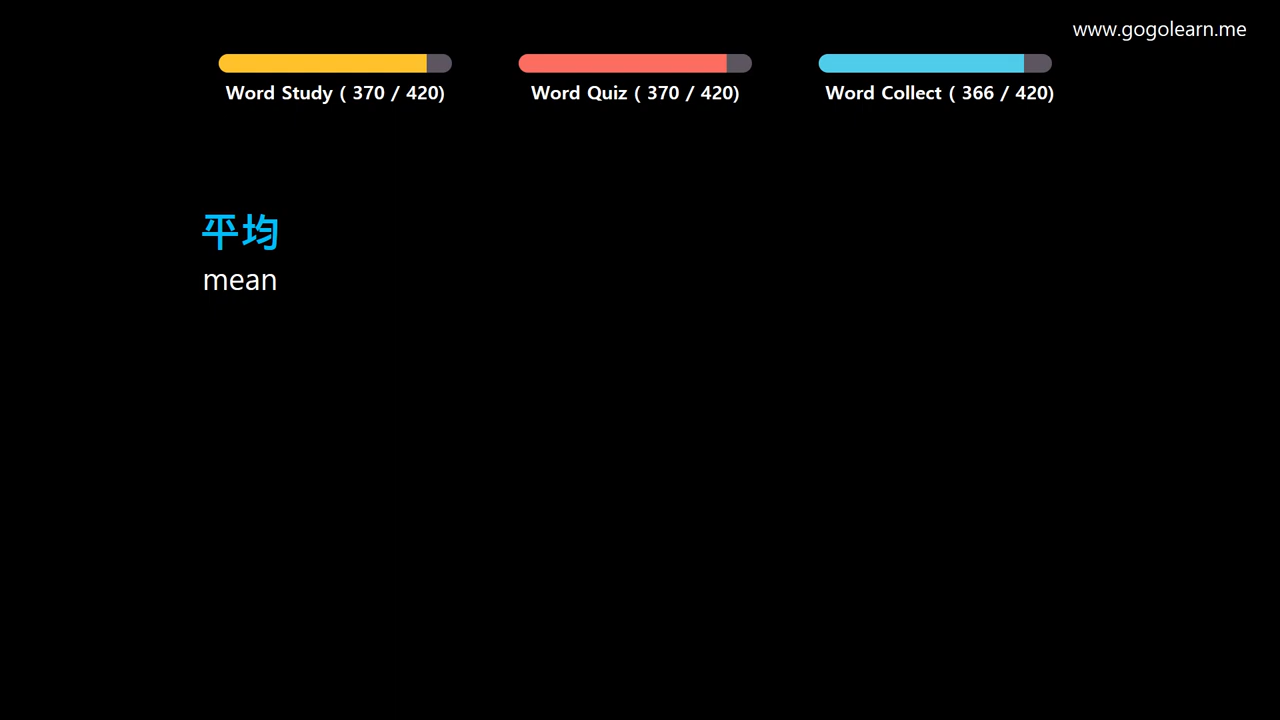 www.gogolearn.me
Word Study ( 370 / 420)
Word Quiz ( 370 / 420)
Word Collect ( 366 / 420)
平均
mean